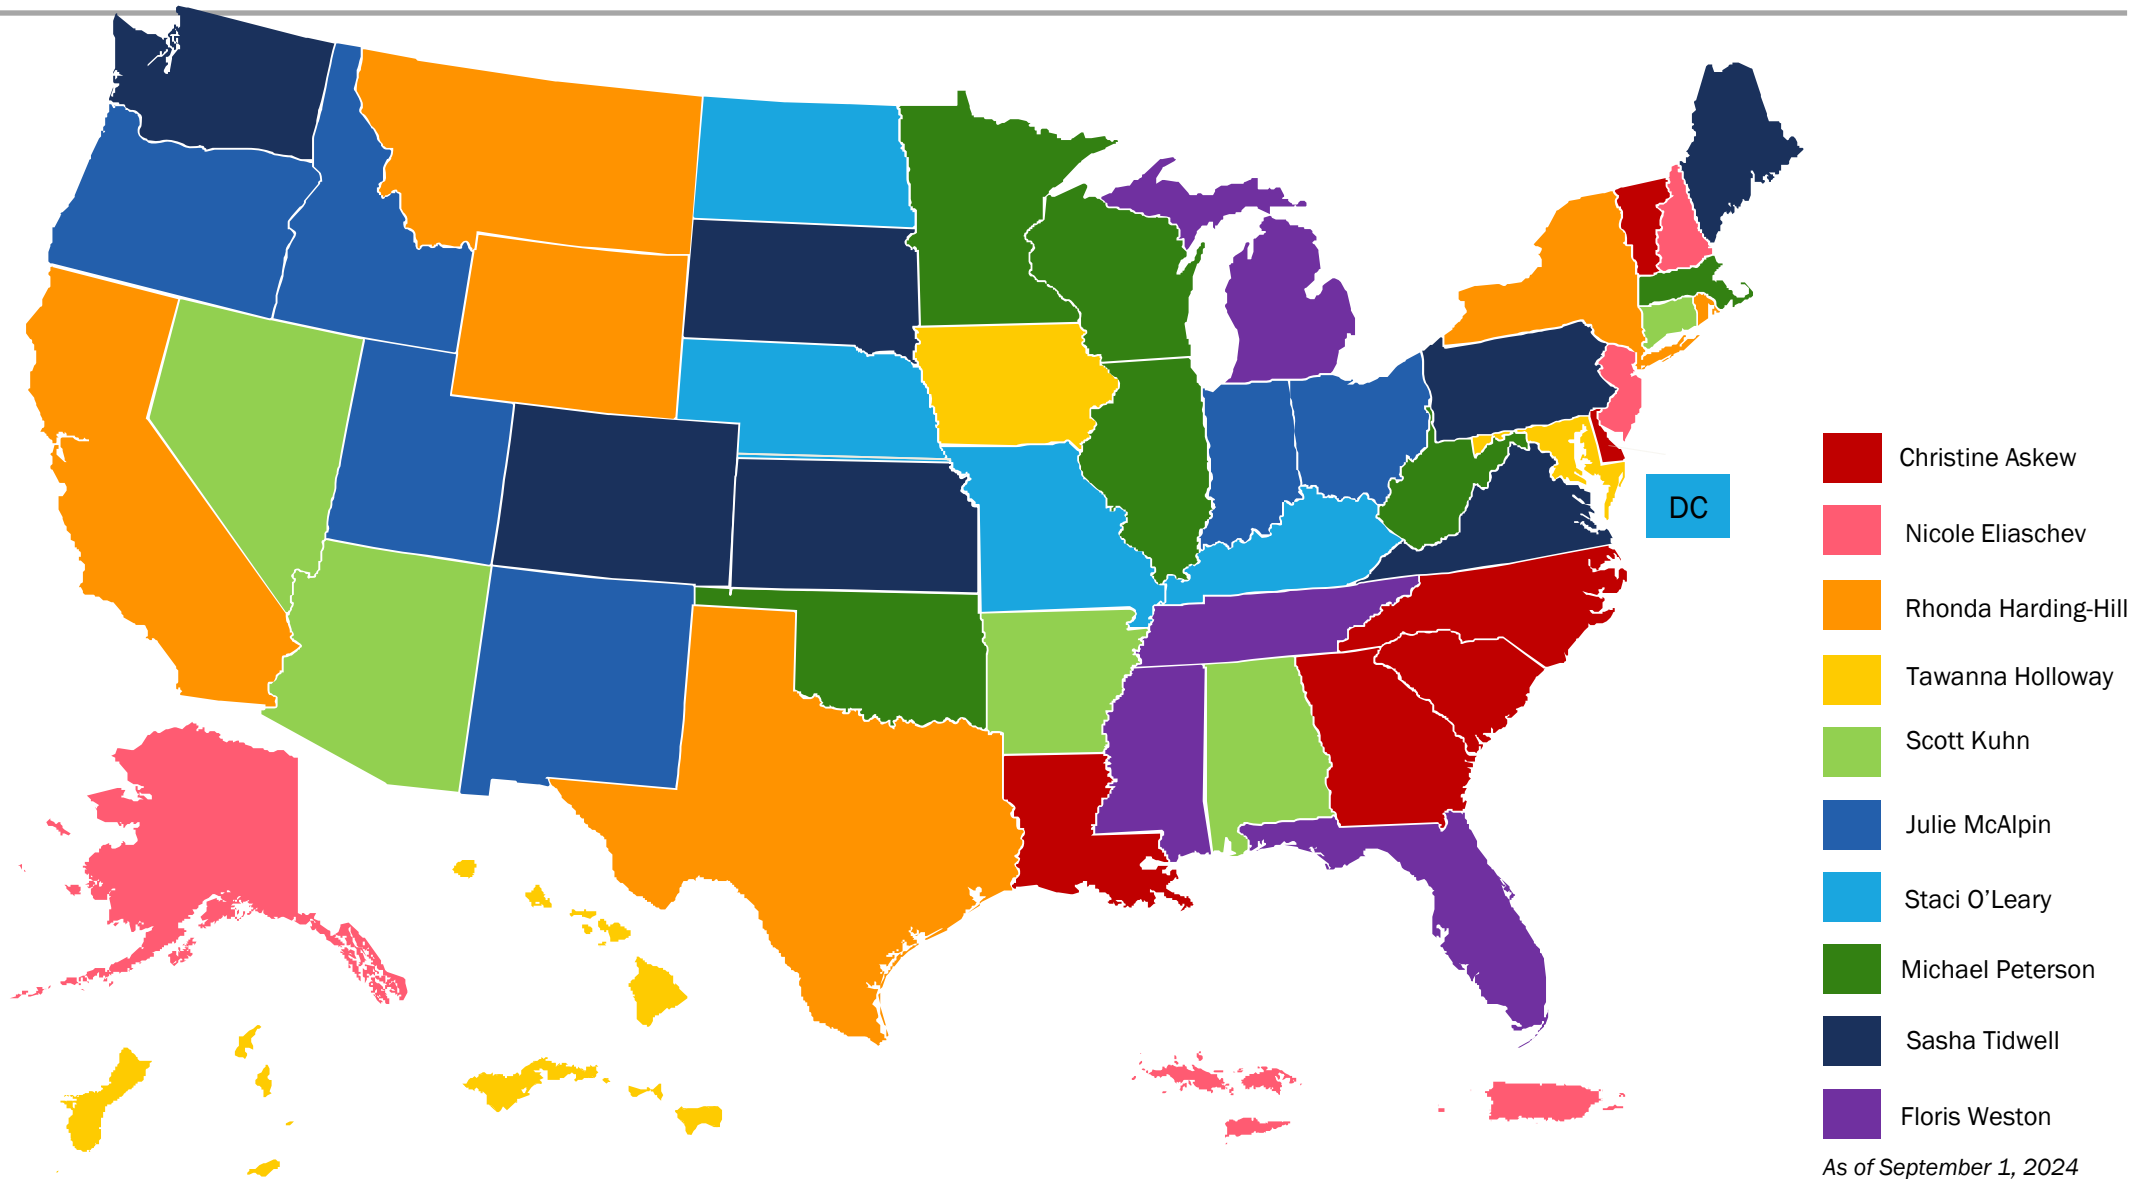 DC
Christine Askew
Nicole Eliaschev
Rhonda Harding-Hill
Tawanna Holloway
Scott Kuhn
Julie McAlpin
Staci O’Leary
Michael Peterson
Sasha Tidwell
Floris Weston
As of September 1, 2024